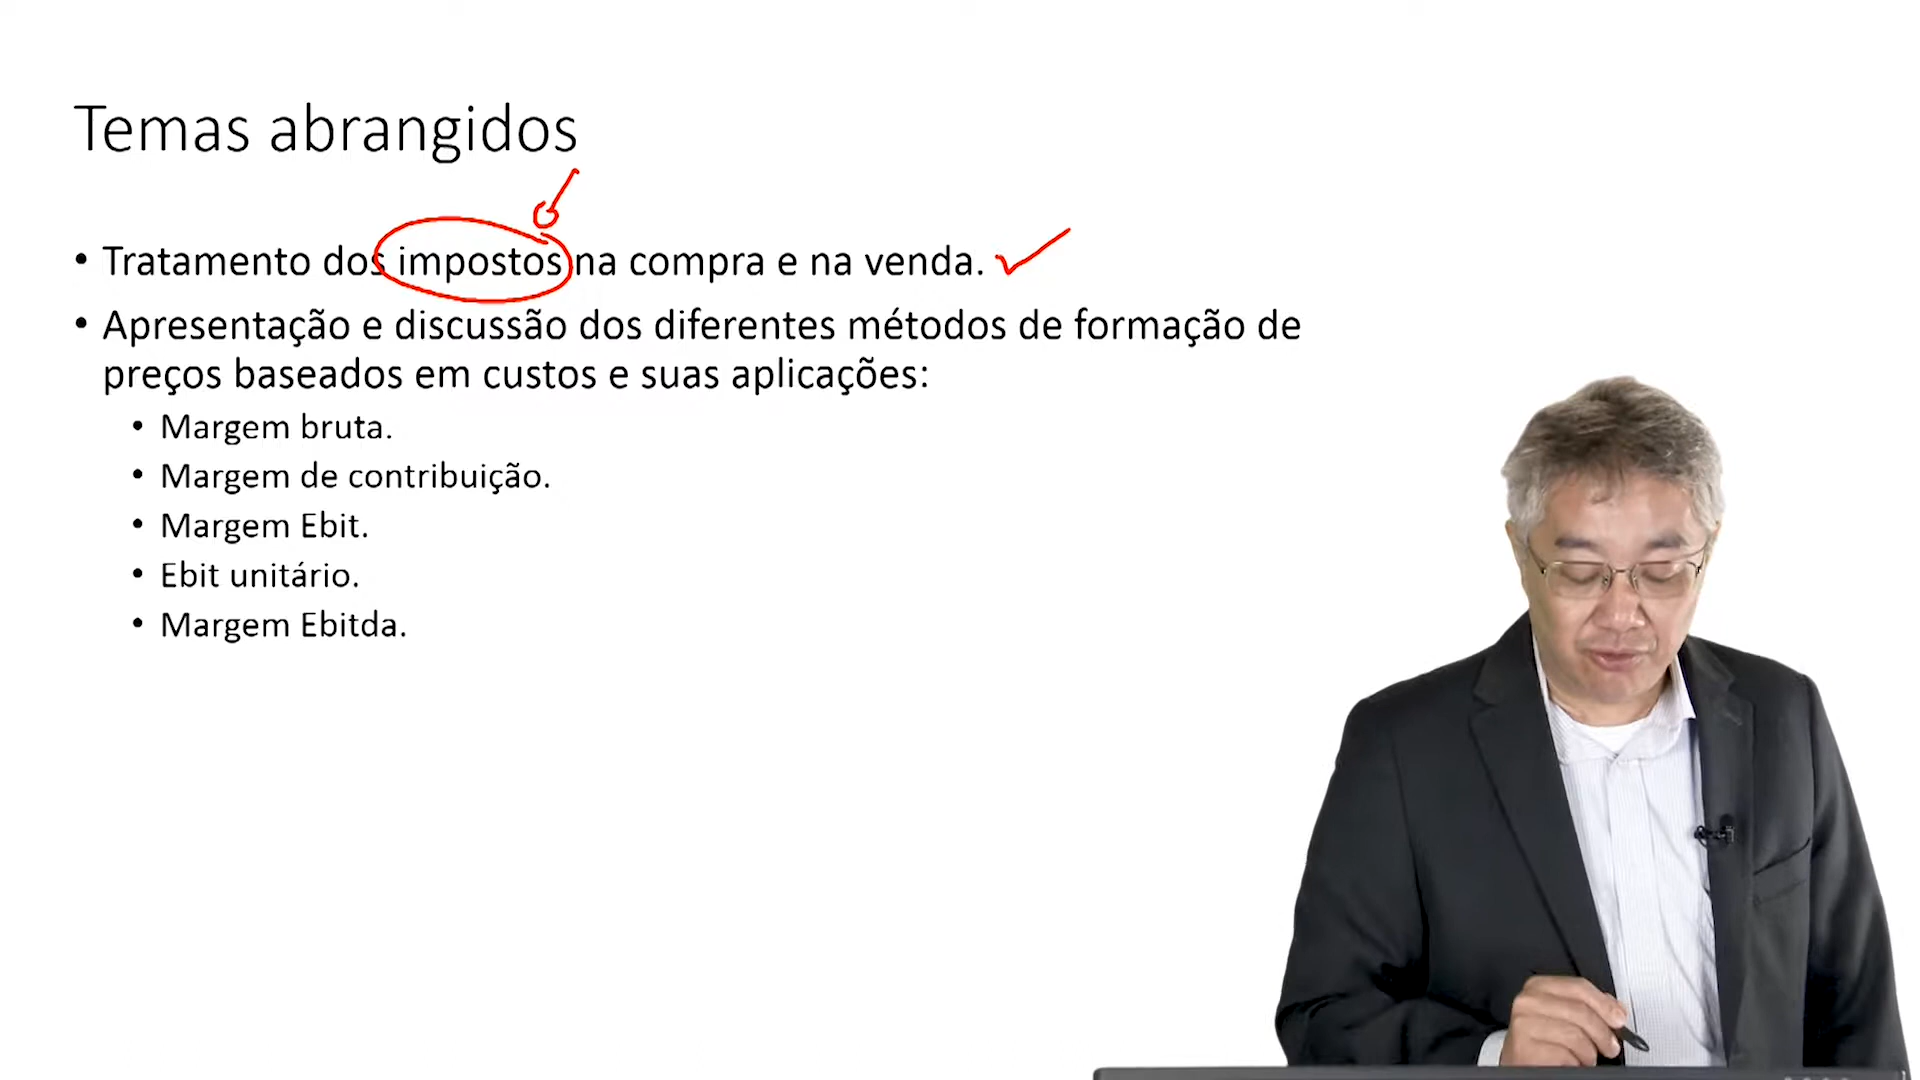 Temas abrangidos
• Tratamento dos impostos na compra e na venda.
• Apresentação e discussão dos diferentes métodos de formação de
preços baseados em custos e suas aplicações:
• Margem bruta.
• Margem de contribuição.
• Margem Ebit.
• Ebit unitário.
• Margem Ebitda.